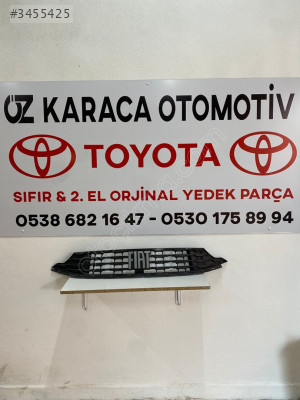 #3455425
ÖZ KARACA OTOMOTİV
TOYOTA
SIFIR & 2. EL ORJİNAL YEDEK PARÇA
0538 682 16 47 - 0530 175 89 94
FIAT